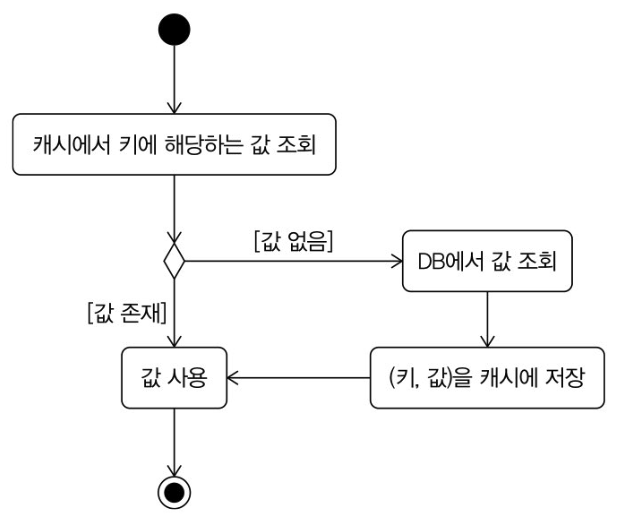 캐시에서 키에 해당하는 값 조회
[값 없음]
DB에서 값 조회
[값 존재]
값 사용
(키, 값)을 캐시에 저장